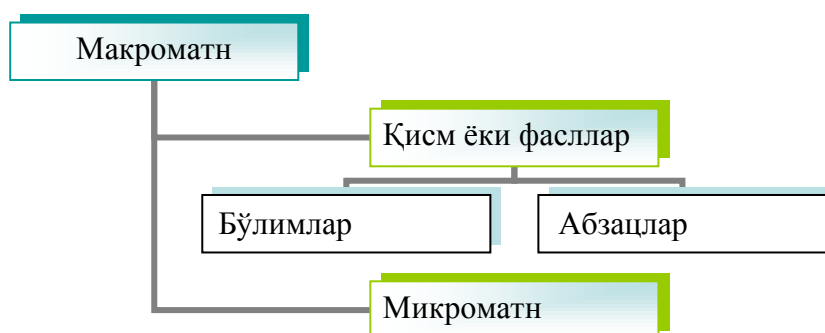 Макроматн
Қисм ёки фасллар
Бўлимлар
Абзацлар
Микроматн